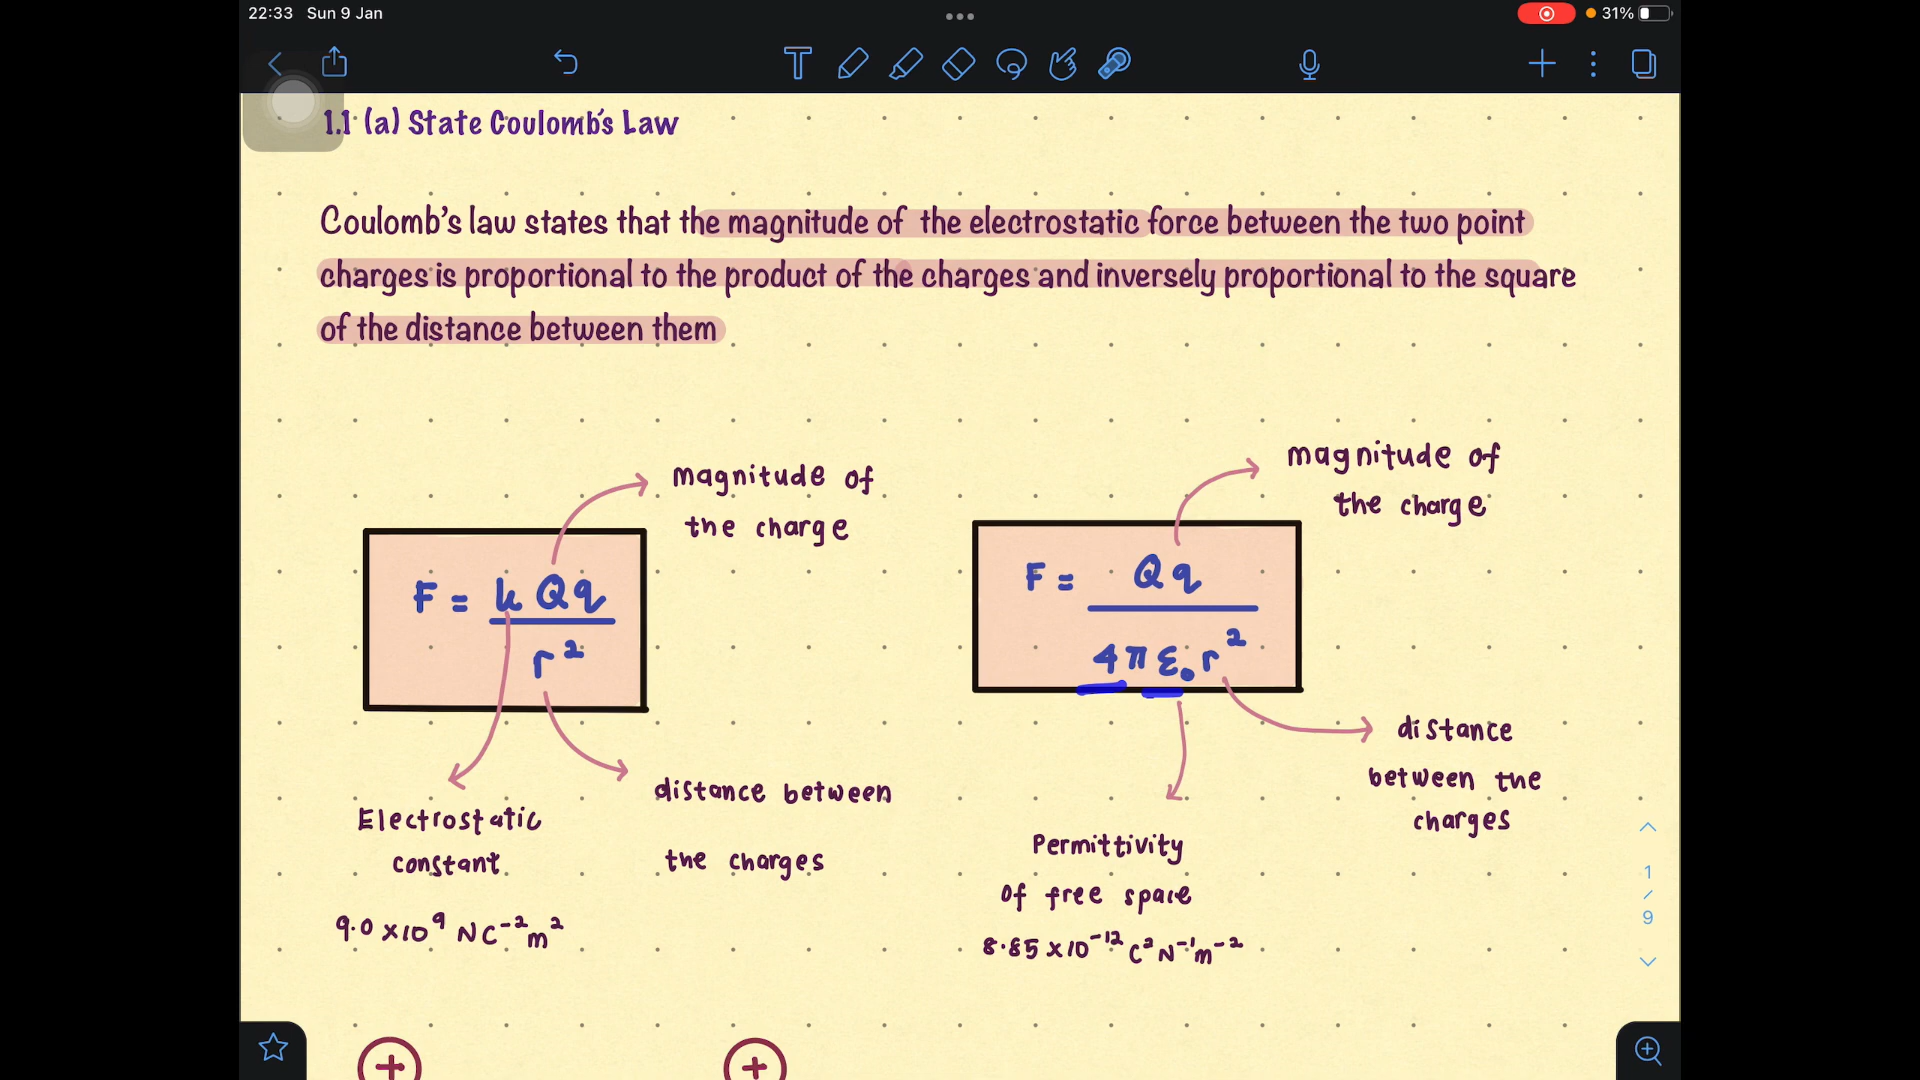 22:33 Sun 9 Jan
31%
1.1 (a) State Coulomb's Law
Coulomb's law states that the magnitude of the electrostatic force between the two point
charges is proportional to the product of the charges and inversely proportional to the square
of the distance between them
magnitude of
the charge
F = kQq
r²
Electrostatic
constant
9.0 x10⁹ NC⁻²m²
distance between
the charges
magnitude of
the charge
F = Qq
4πε₀r²
distance
between the
charges
Permittivity
of free space
8.85 x10⁻¹² C²N⁻¹m⁻²
1
/
9
+
+